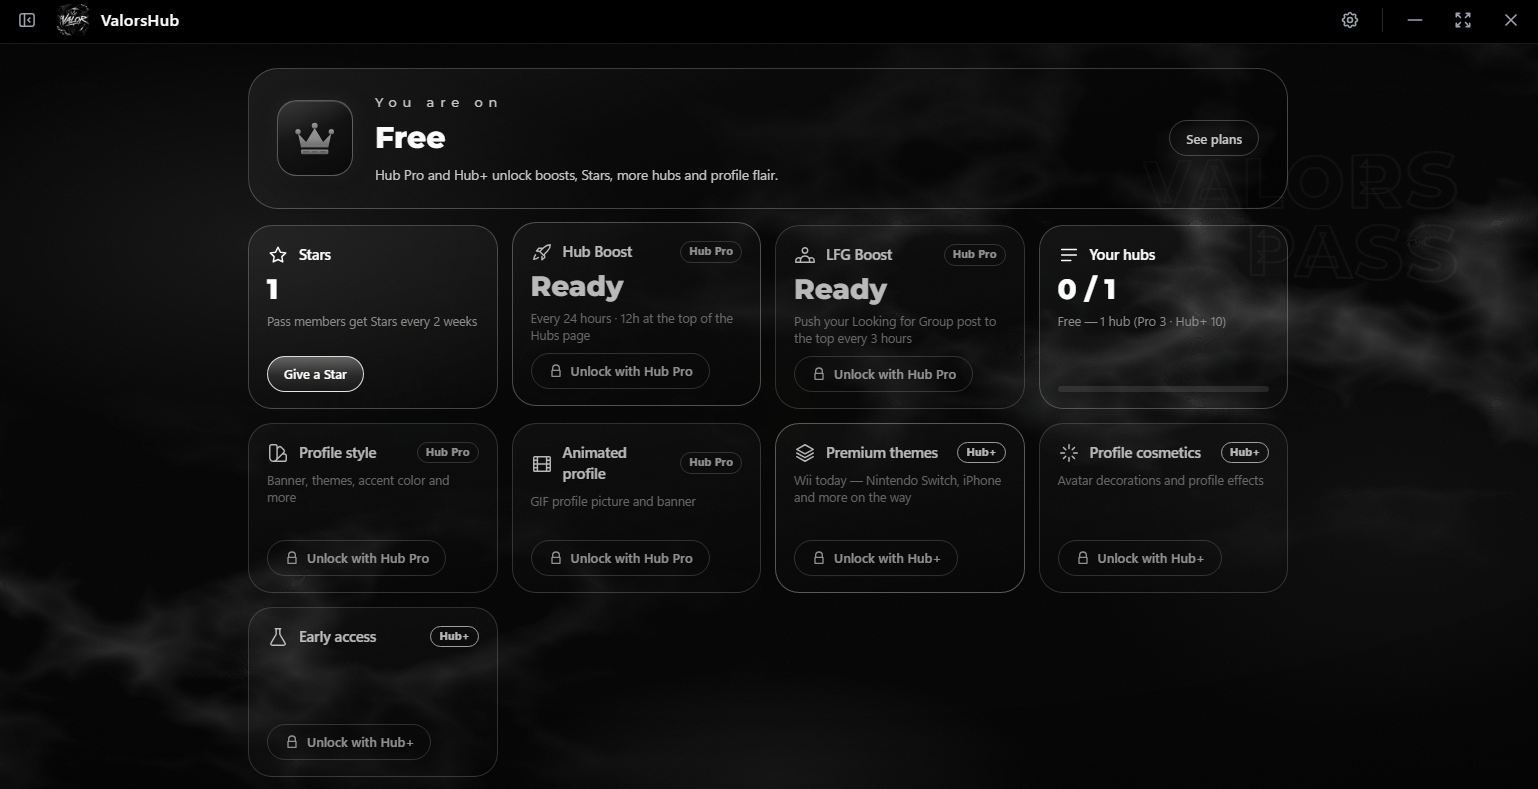 VALOR
ValorsHub
You are on
Free
Hub Pro and Hub+ unlock boosts, Stars, more hubs and profile flair.
See plans
VALORS
PASS
Stars
1
Pass members get Stars every 2 weeks
Give a Star
Hub Boost
Hub Pro
Ready
Every 24 hours · 12h at the top of the
Hubs page
Unlock with Hub Pro
LFG Boost
Hub Pro
Ready
Push your Looking for Group post to
the top every 3 hours
Unlock with Hub Pro
Your hubs
0 / 1
Free — 1 hub (Pro 3 · Hub+ 10)
Profile style
Hub Pro
Banner, themes, accent color and
more
Unlock with Hub Pro
Animated
profile
Hub Pro
GIF profile picture and banner
Unlock with Hub Pro
Premium themes
Hub+
Wii today — Nintendo Switch, iPhone
and more on the way
Unlock with Hub+
Profile cosmetics
Hub+
Avatar decorations and profile effects
Unlock with Hub+
Early access
Hub+
Unlock with Hub+